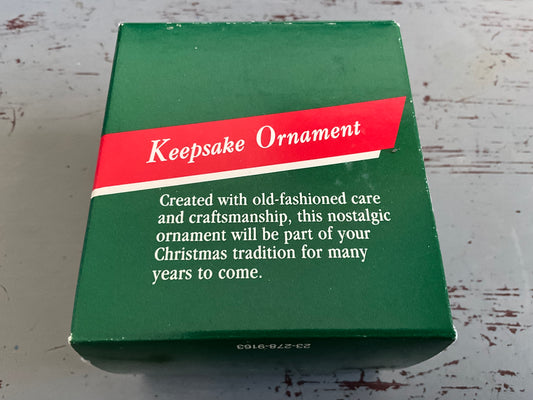 Keepsake Ornament
Created with old-fashioned care
and craftsmanship, this nostalgic
ornament will be part of your
Christmas tradition for many
years to come.
23-278-9163